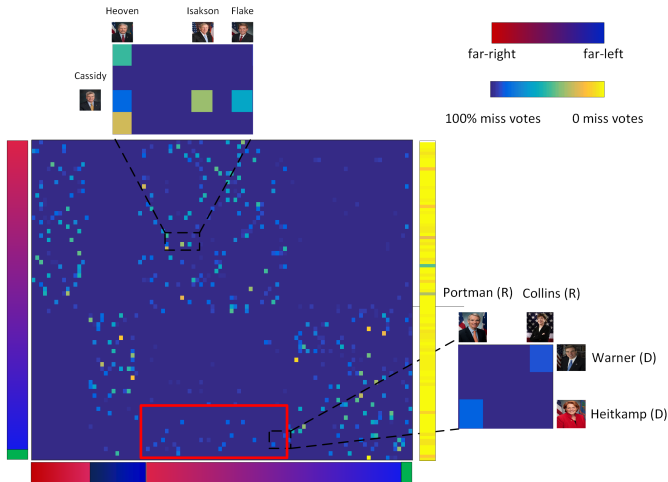 Heoven Isakson Flake
far-right far-left
Cassidy
100% miss votes 0 miss votes
Portman (R) Collins (R)
Warner (D)
Heitkamp (D)